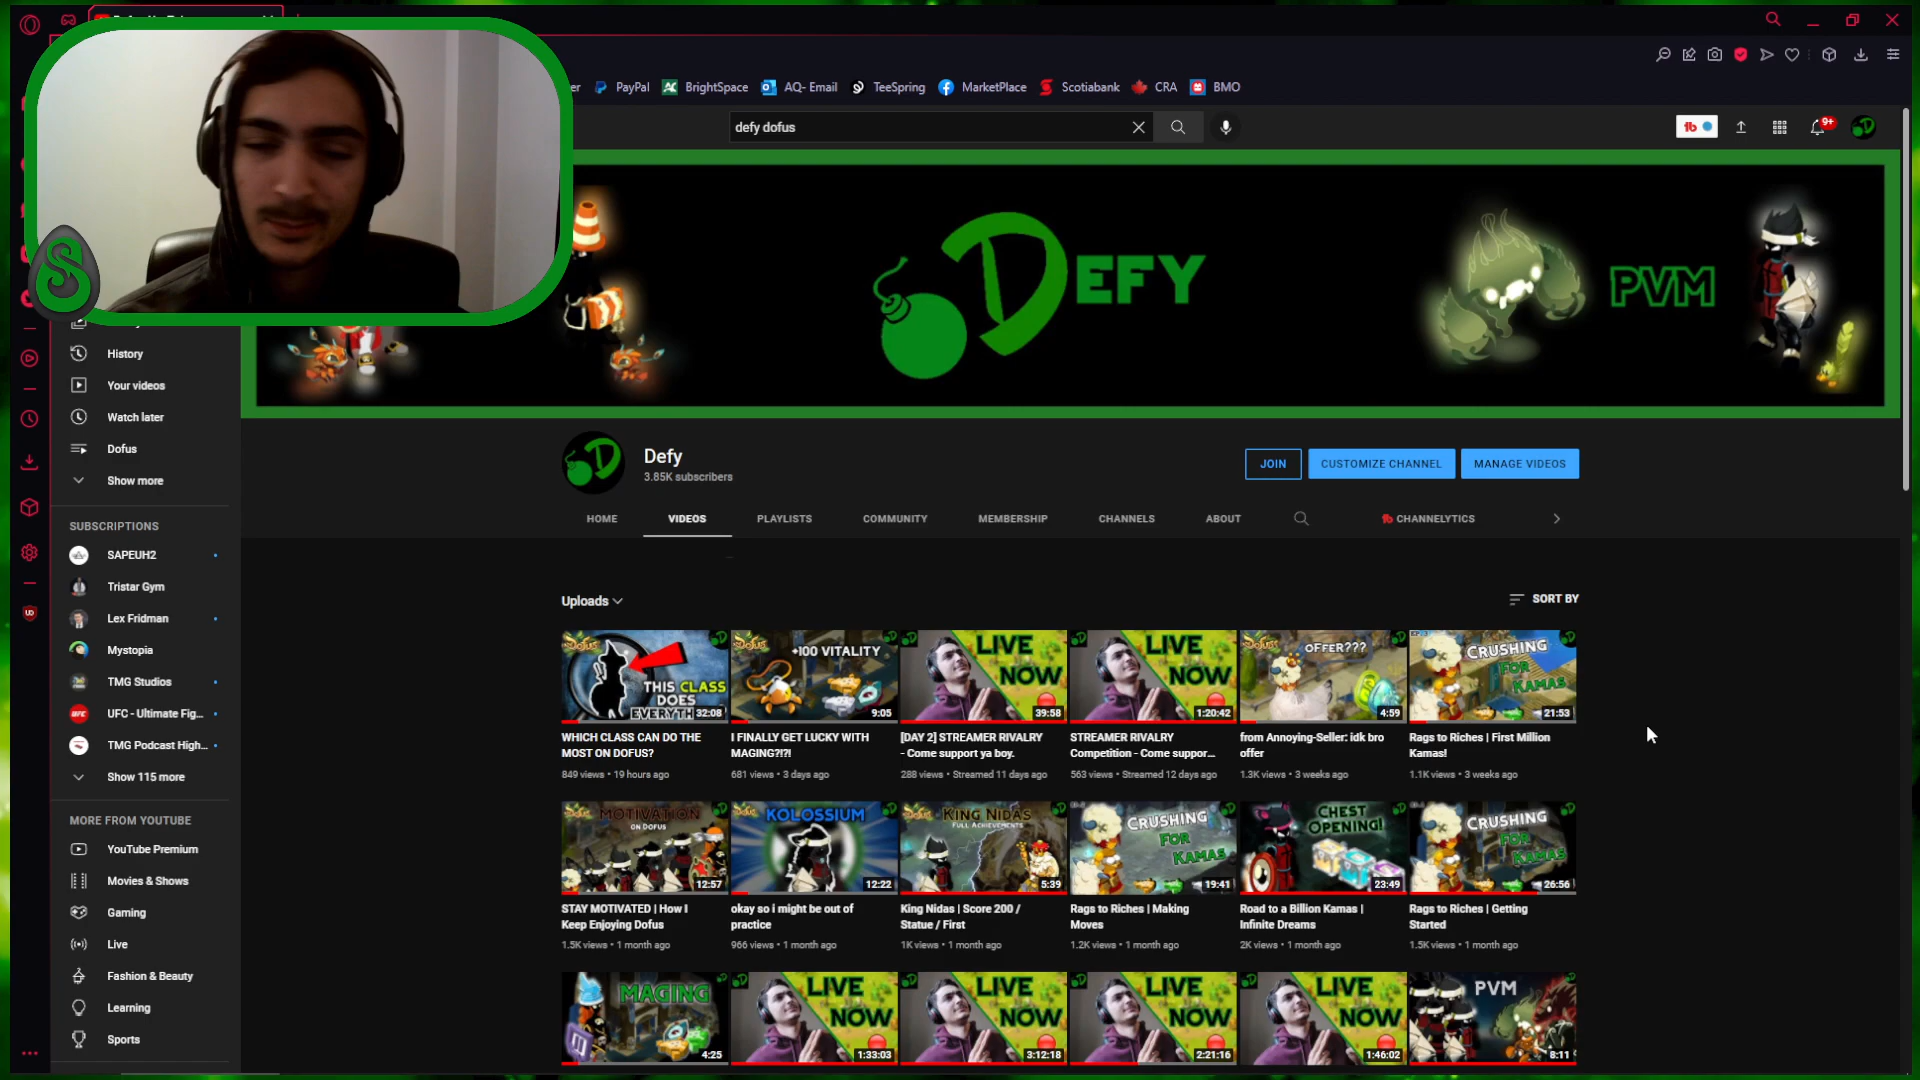 PayPal
BrightSpace
AQ- Email
TeeSpring
MarketPlace
Scotiabank
CRA
BMO
defy dofus
9+
DEFY
PVM
History
Your videos
Watch later
Dofus
Show more
SUBSCRIPTIONS
SAPEUH2
Tristar Gym
Lex Fridman
Mystopia
TMG Studios
UFC - Ultimate Fig...
TMG Podcast High...
Show 115 more
MORE FROM YOUTUBE
YouTube Premium
Movies & Shows
Gaming
Live
Fashion & Beauty
Learning
Sports
Defy
3.85K subscribers
JOIN
CUSTOMIZE CHANNEL
MANAGE VIDEOS
HOME
VIDEOS
PLAYLISTS
COMMUNITY
MEMBERSHIP
CHANNELS
ABOUT
CHANNELYTICS
Uploads
SORT BY
THIS CLASS
DOES
EVERYTH
32:08
WHICH CLASS CAN DO THE
MOST ON DOFUS?
849 views • 19 hours ago
+100 VITALITY
9:05
I FINALLY GET LUCKY WITH
MAGING?!?!
681 views • 3 days ago
LIVE
NOW
39:58
[DAY 2] STREAMER RIVALRY
- Come support ya boy.
288 views • Streamed 11 days ago
LIVE
NOW
1:20:42
STREAMER RIVALRY
Competition - Come suppor...
563 views • Streamed 12 days ago
OFFER???
4:59
from Annoying-Seller: idk bro
offer
1.3K views • 3 weeks ago
CRUSHING
FOR
KAMAS
21:53
Rags to Riches | First Million
Kamas!
1.1K views • 3 weeks ago
MOTIVATION
ON DOFUS
12:57
STAY MOTIVATED | How I
Keep Enjoying Dofus
1.5K views • 1 month ago
KOLOSSIUM
12:22
okay so i might be out of
practice
966 views • 1 month ago
KING NIDAS
FULL ACHIEVEMENTS
5:39
King Nidas | Score 200 /
Statue / First
1K views • 1 month ago
CRUSHING
FOR
KAMAS
19:41
Rags to Riches | Making
Moves
1.2K views • 1 month ago
CHEST
OPENING!
23:49
Road to a Billion Kamas |
Infinite Dreams
2K views • 1 month ago
CRUSHING
FOR
KAMAS
26:56
Rags to Riches | Getting
Started
1.5K views • 1 month ago
MAGING
4:25
LIVE
NOW
1:33:03
LIVE
NOW
3:12:18
LIVE
NOW
2:21:16
LIVE
NOW
1:46:02
PVM
8:11